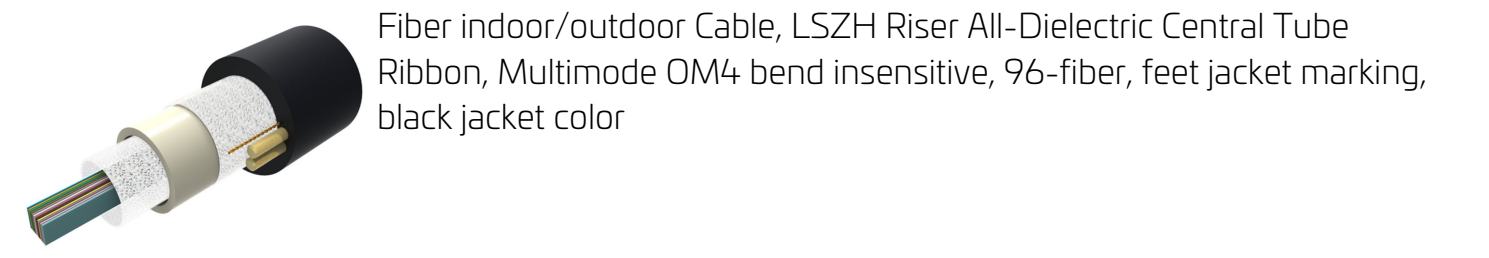 Fiber indoor/outdoor Cable, LSZH Riser All-Dielectric Central Tube
Ribbon, Multimode OM4 bend insensitive, 96-fiber, feet jacket marking,
black jacket color